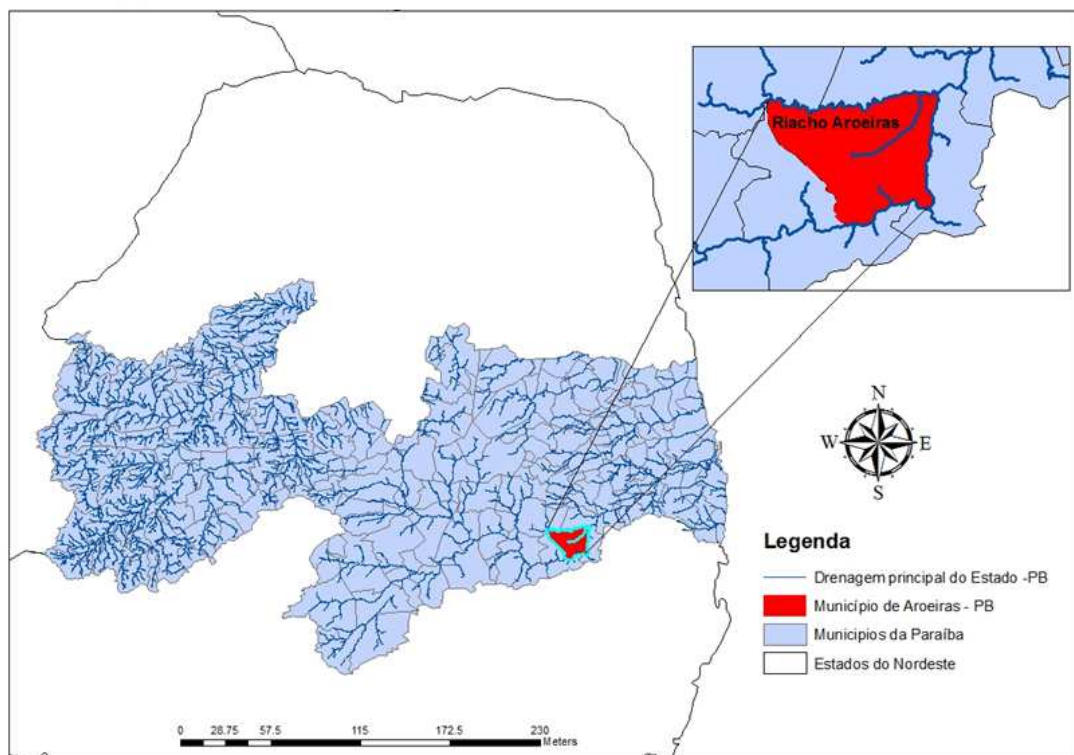 Riacho Aroeiras
N
W
E
S
Legenda
Drenagem principal do Estado -PB
Município de Aroeiras - PB
Municipios da Paraíba
Estados do Nordeste
0 28.75 57.5 115 172.5 230
Meters